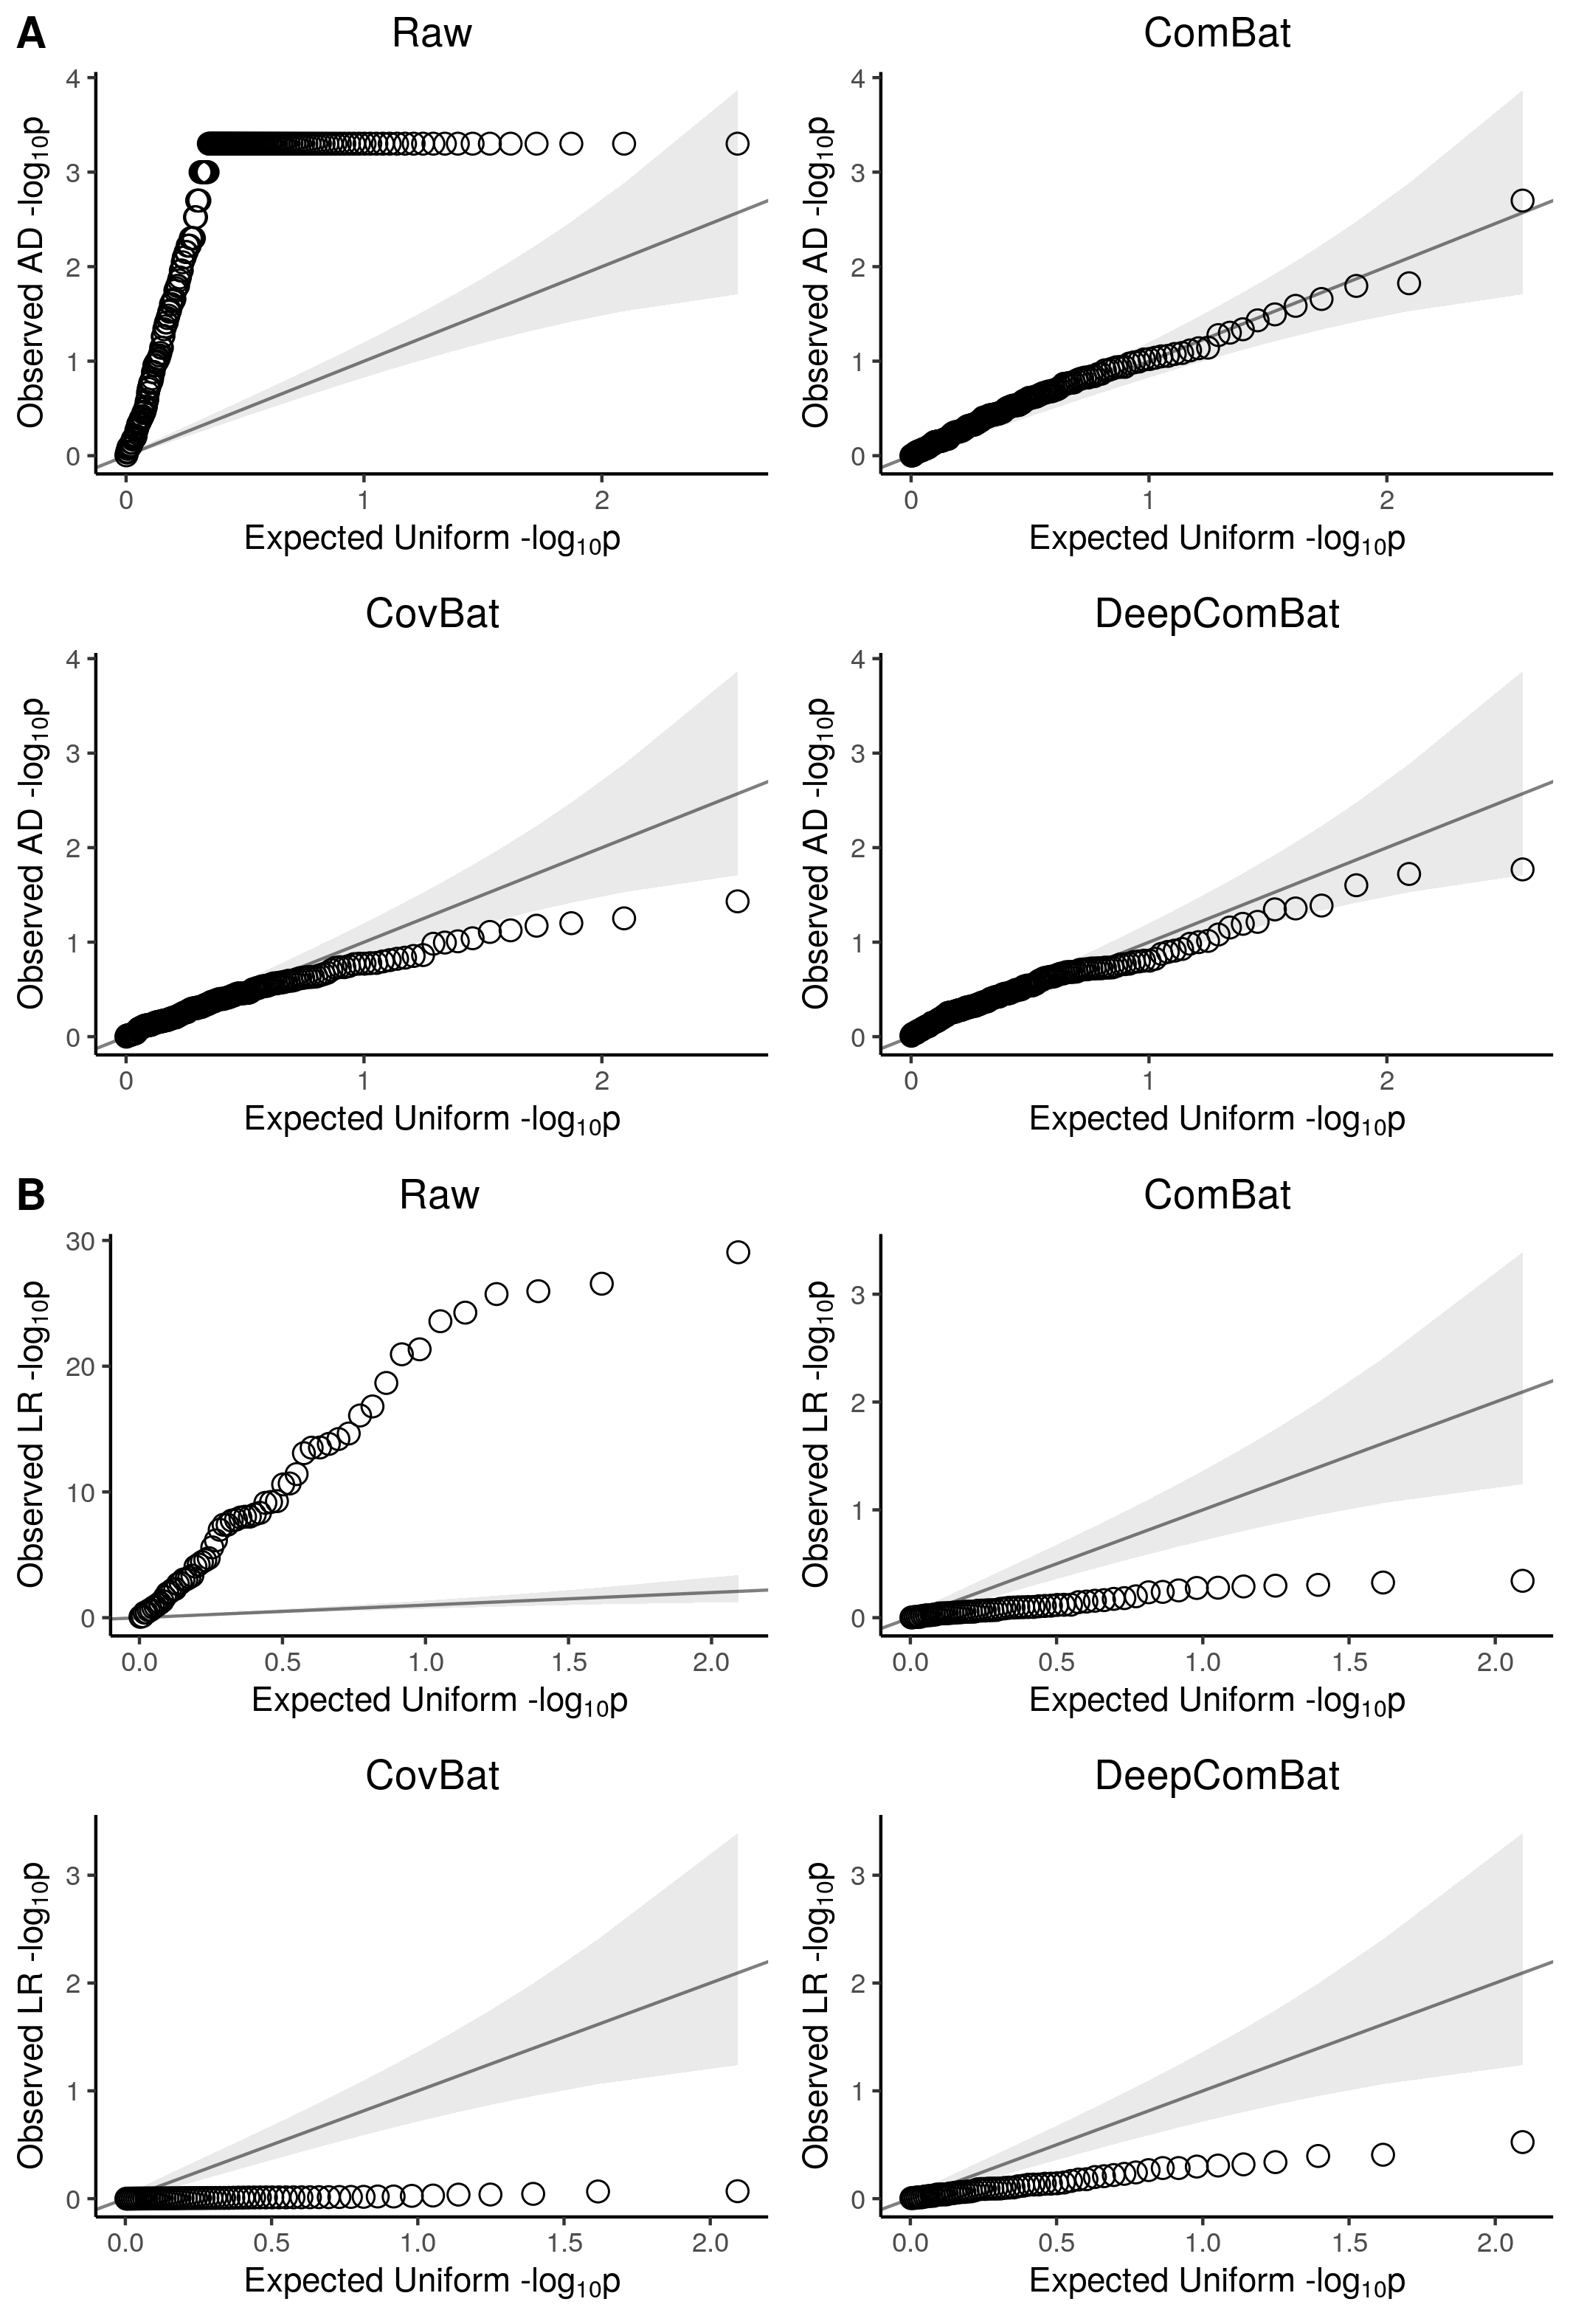 A
Raw
ComBat
4
3
2
1
0
Observed AD -log₁₀p
0 1 2
Expected Uniform -log₁₀p
4
3
2
1
0
Observed AD -log₁₀p
0 1 2
Expected Uniform -log₁₀p
CovBat
DeepComBat
4
3
2
1
0
Observed AD -log₁₀p
0 1 2
Expected Uniform -log₁₀p
4
3
2
1
0
Observed AD -log₁₀p
0 1 2
Expected Uniform -log₁₀p
B
Raw
ComBat
30
20
10
0
Observed LR -log₁₀p
0.0 0.5 1.0 1.5 2.0
Expected Uniform -log₁₀p
3
2
1
0
Observed LR -log₁₀p
0.0 0.5 1.0 1.5 2.0
Expected Uniform -log₁₀p
CovBat
DeepComBat
3
2
1
0
Observed LR -log₁₀p
0.0 0.5 1.0 1.5 2.0
Expected Uniform -log₁₀p
3
2
1
0
Observed LR -log₁₀p
0.0 0.5 1.0 1.5 2.0
Expected Uniform -log₁₀p